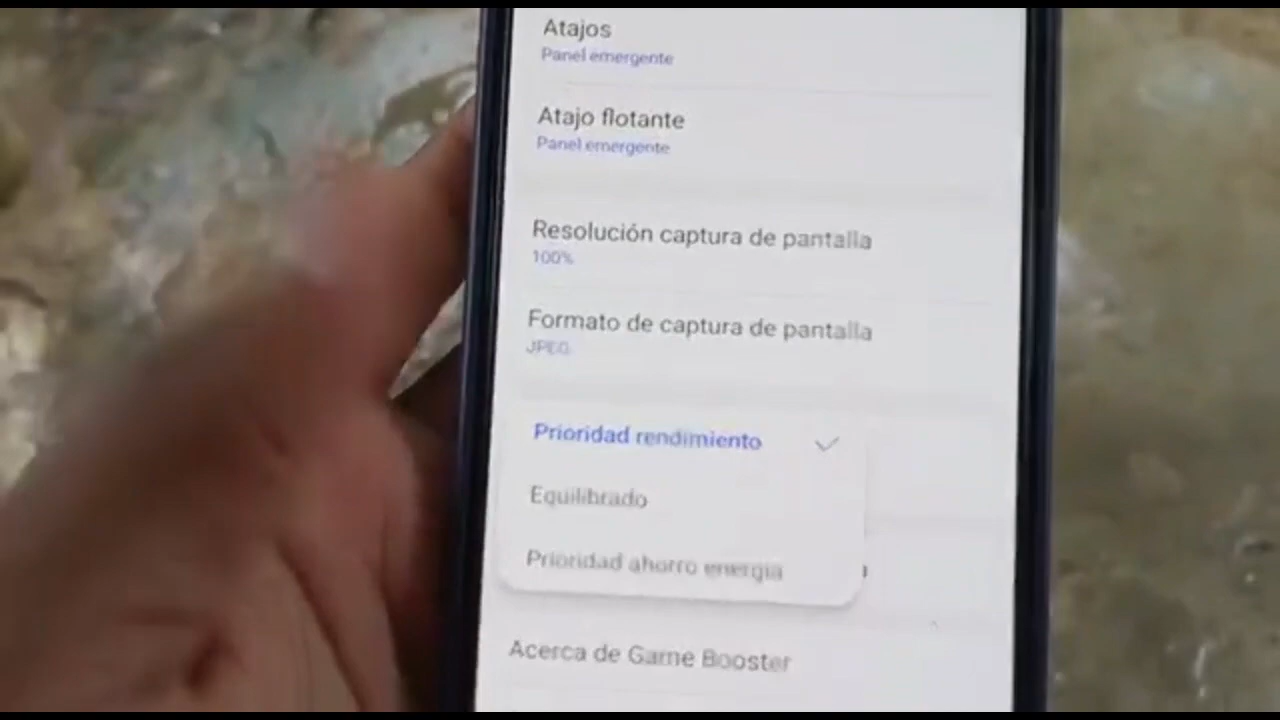 Atajos
Panel emergente
Atajo flotante
Panel emergente
Resolución captura de pantalla
100%
Formato de captura de pantalla
JPEG
Prioridad rendimiento
Equilibrado
Prioridad ahorro energía
Acerca de Game Booster